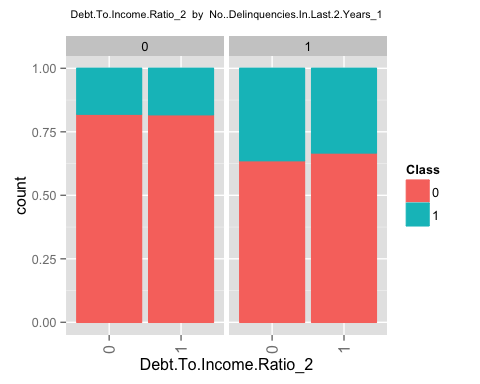 Debt.To.Income.Ratio_2 by No..Delinquencies.In.Last.2.Years_1
0 1
1.00
0.75
0.50
0.25
0.00
count
0 1 0 1
Debt.To.Income.Ratio_2
Class
0
1